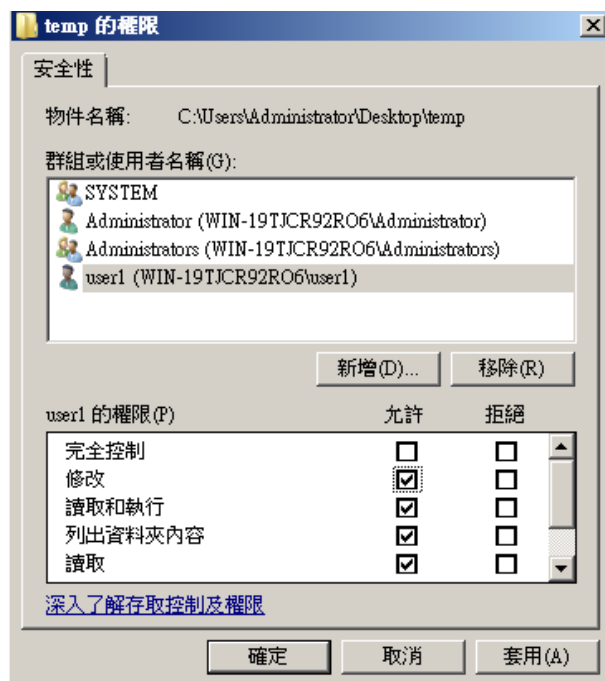 temp 的權限
安全性
物件名稱: C:\Users\Administrator\Desktop\temp
群組或使用者名稱(G):
SYSTEM
Administrator (WIN-19TJCR92RO6\Administrator)
Administrators (WIN-19TJCR92RO6\Administrators)
user1 (WIN-19TJCR92RO6\user1)
新增(D)... 移除(R)
user1 的權限(P) 允許 拒絕
完全控制
修改
讀取和執行
列出資料夾內容
讀取
深入了解存取控制及權限
確定 取消 套用(A)